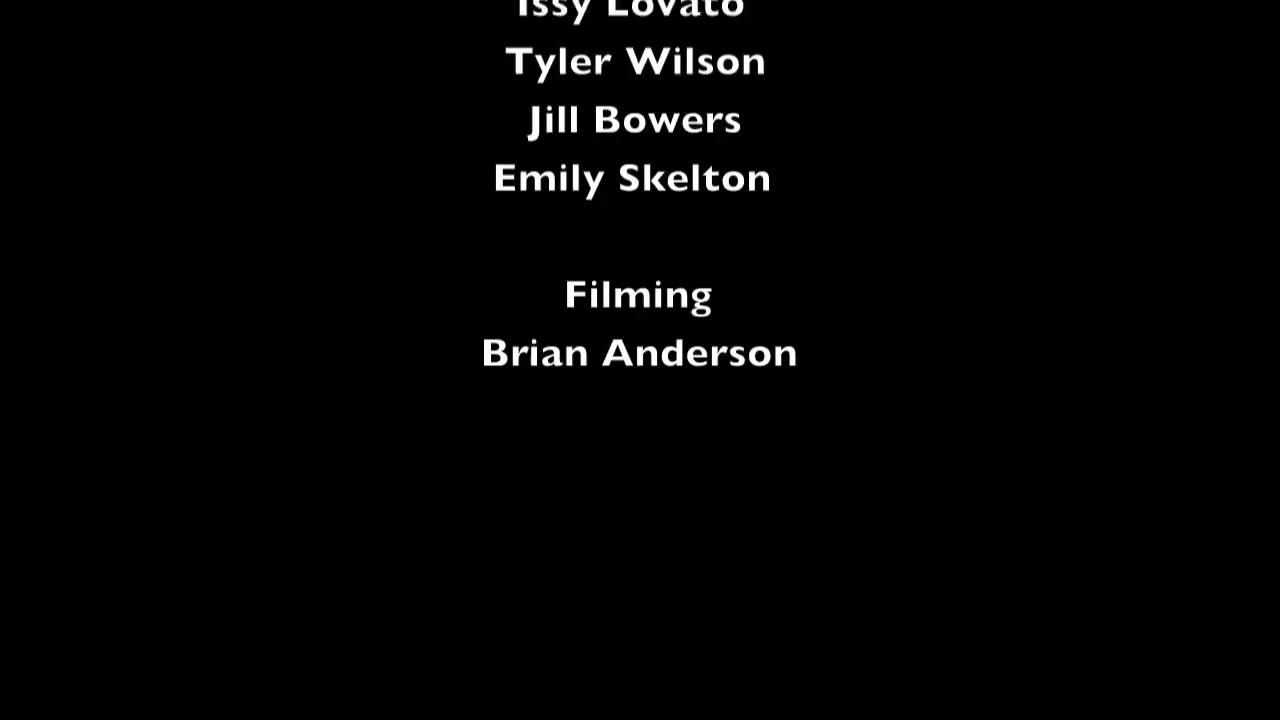 Issy Lovato
Tyler Wilson
Jill Bowers
Emily Skelton
Filming
Brian Anderson